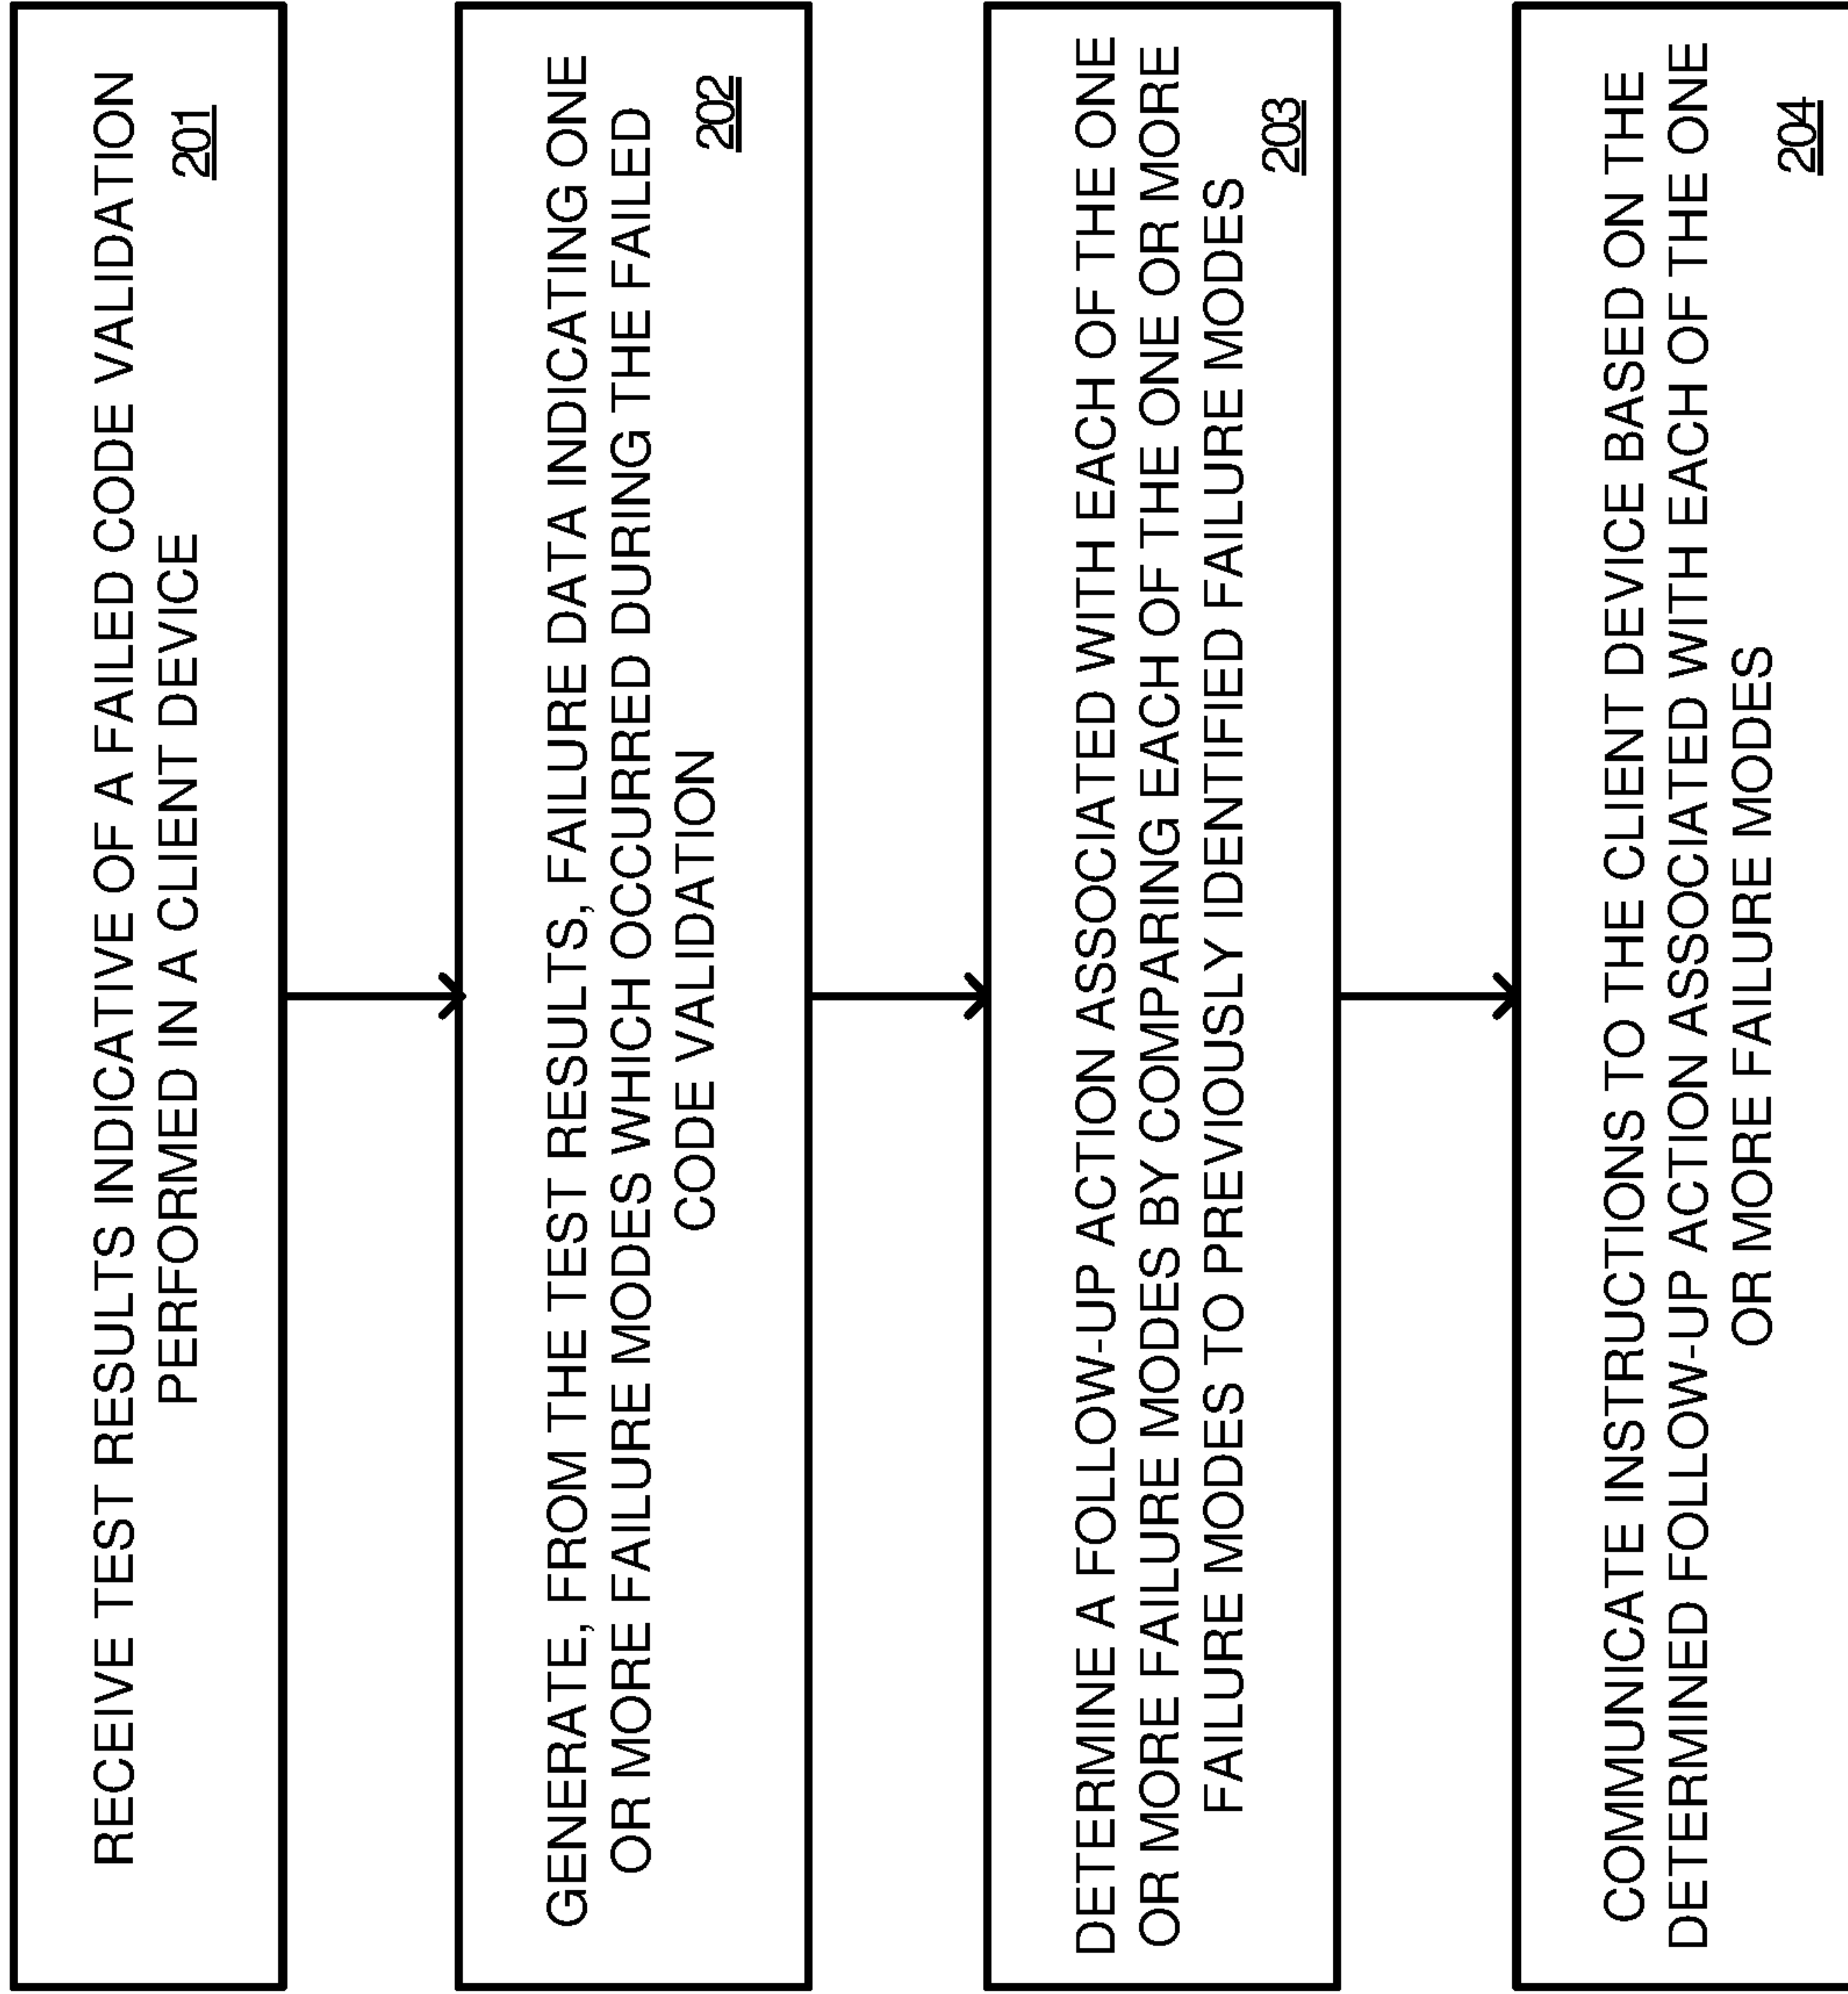 RECEIVE TEST RESULTS INDICATIVE OF A FAILED CODE VALIDATION
PERFORMED IN A CLIENT DEVICE
201
GENERATE, FROM THE TEST RESULTS, FAILURE DATA INDICATING ONE
OR MORE FAILURE MODES WHICH OCCURRED DURING THE FAILED
CODE VALIDATION
202
DETERMINE A FOLLOW-UP ACTION ASSOCIATED WITH EACH OF THE ONE
OR MORE FAILURE MODES BY COMPARING EACH OF THE ONE OR MORE
FAILURE MODES TO PREVIOUSLY IDENTIFIED FAILURE MODES
203
COMMUNICATE INSTRUCTIONS TO THE CLIENT DEVICE BASED ON THE
DETERMINED FOLLOW-UP ACTION ASSOCIATED WITH EACH OF THE ONE
OR MORE FAILURE MODES
204